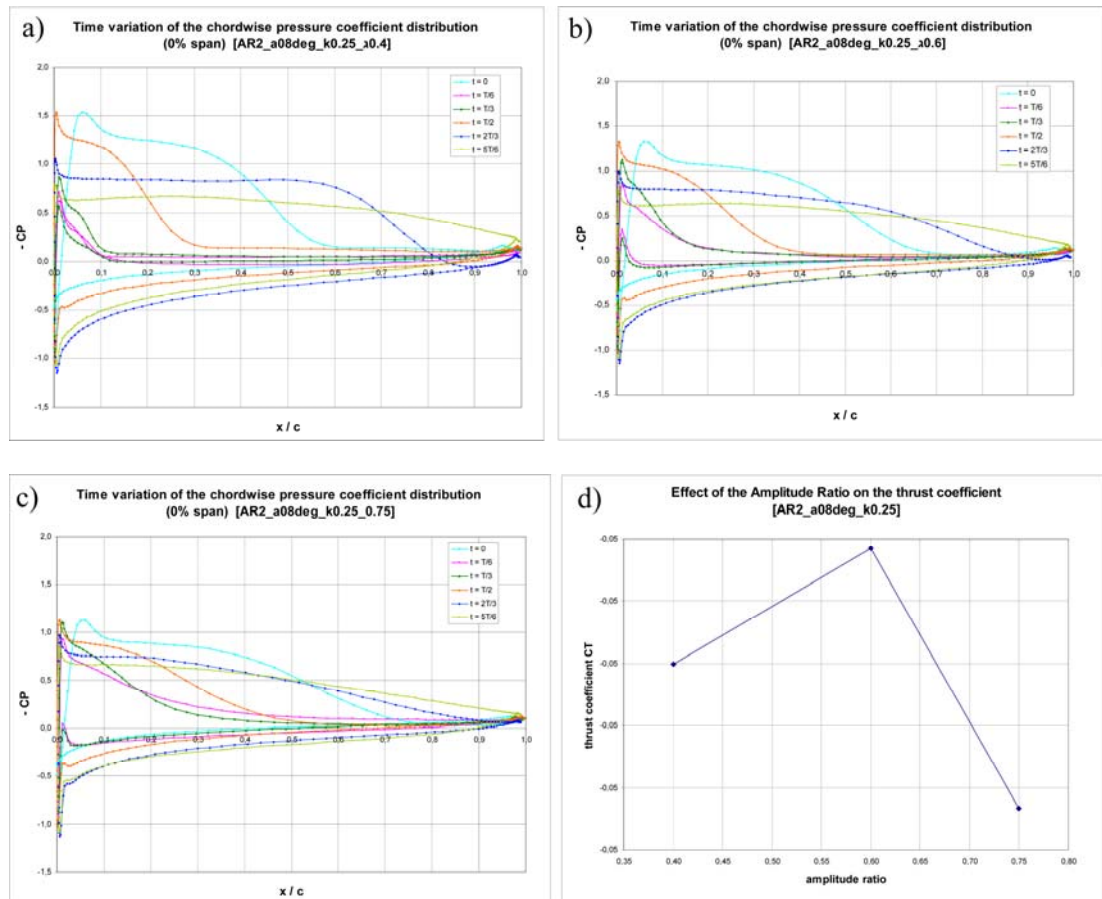 a)
Time variation of the chordwise pressure coefficient distribution
(0% span) [AR2_a08deg_k0.25_λ0.4]
2,0
1,5
1,0
0,5
0,0
-0,5
-1,0
-1,5
- CP
t = 0
t = T/6
t = T/3
t = T/2
t = 2T/3
t = 5T/6
0,0
0,1
0,2
0,3
0,4
0,5
0,6
0,7
0,8
0,9
1,0
x / c
b)
Time variation of the chordwise pressure coefficient distribution
(0% span) [AR2_a08deg_k0.25_λ0.6]
2,0
1,5
1,0
0,5
0,0
-0,5
-1,0
-1,5
- CP
t = 0
t = T/6
t = T/3
t = T/2
t = 2T/3
t = 5T/6
0,0
0,1
0,2
0,3
0,4
0,5
0,6
0,7
0,8
0,9
1,0
x / c
c)
Time variation of the chordwise pressure coefficient distribution
(0% span) [AR2_a08deg_k0.25_0.75]
2,0
1,5
1,0
0,5
0,0
-0,5
-1,0
-1,5
- CP
t = 0
t = T/6
t = T/3
t = T/2
t = 2T/3
t = 5T/6
0,0
0,1
0,2
0,3
0,4
0,5
0,6
0,7
0,8
0,9
1,0
x / c
d)
Effect of the Amplitude Ratio on the thrust coefficient
[AR2_a08deg_k0.25]
-0.05
-0.05
-0.05
-0.05
-0.05
-0.05
thrust coefficient CT
0.35
0.40
0.45
0.50
0.55
0.60
0.65
0.70
0.75
0.80
amplitude ratio